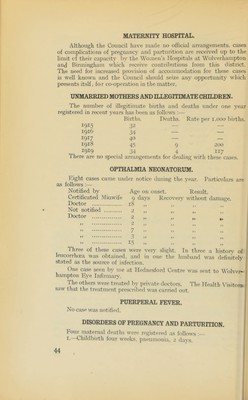 MATERNITY HOSPITAL.
Although the Council have made no official arrangements, cases
of complications of pregnancy and parturition are received up to the
limit of their capacity by the Women's Hospitals at Wolverhampton
and Birmingham which receive contributions from this district.
The need for increased provision of accommodation for these cases
is well known and the Council should seize any opportunity which
presents itself, for co-operation in the matter.
UNMARRIED MOTHERS AND ILLEGITIMATE CHILDREN.
The number of illegitimate births and deaths under one year
registered in recent years has been as follows :—
Births. Deaths. Rate per 1,000 births.
1915 32 — —
1916 34 — —
1917 40 — —
1918 45 9 200
1919 34 4 117
There are no special arrangements for dealing with these cases.
OPTHALMIA NEONATORUM.
Eight cases came under notice during the year. Particulars are
as follows :—
Notified by Age on onset. Result.
Certificated Midwife 9 days Recovery without damage.
Doctor ............ 18 „ „ „ „
Not notified ........ 2 „ „ „ „
Doctor ............ 2 „ „ „ „
„ ............ 2 „ „ „ „
„ ............ 7 „ „ „ „
„ ............ 3 „ „ „ „
„ ............ 15 „ „ „ „
Three of these cases were very slight. In three a history of
leucorrhœa was obtained, and in one the husband was definitely
stated as the source of infection.
One case seen by me at Hednesford Centre was sent to Wolver-
hampton Eye Infirmary.
The others were treated by private doctors. The Health Visitors
saw that the treatment prescribed was carried out.
PUERPERAL FEVER.
No case was notified.
DISORDERS OF PREGNANCY AND PARTURITION.
Four maternal deaths were registered as follows :—
1.—Childbirth four weeks, pneumonia, 2 days.
44